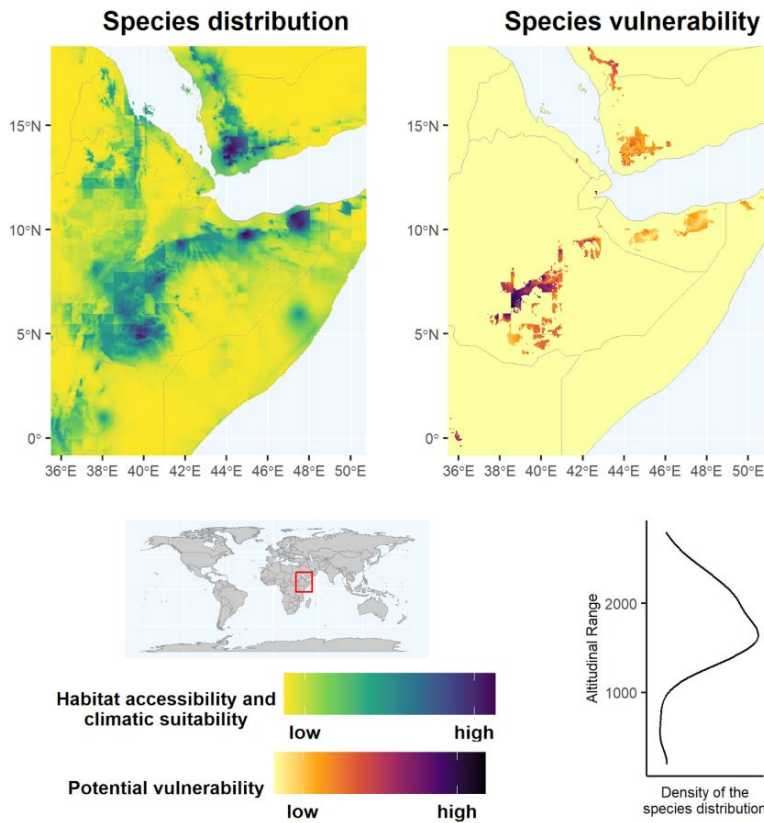 Species distribution
Species vulnerability
15°N
10°N
5°N
0°
36°E 38°E 40°E 42°E 44°E 46°E 48°E 50°E
15°N
10°N
5°N
0°
36°E 38°E 40°E 42°E 44°E 46°E 48°E 50°E
Habitat accessibility and
climatic suitability
low high
Potential vulnerability
low high
Altitudinal Range
2000
1000
Density of the
species distribution